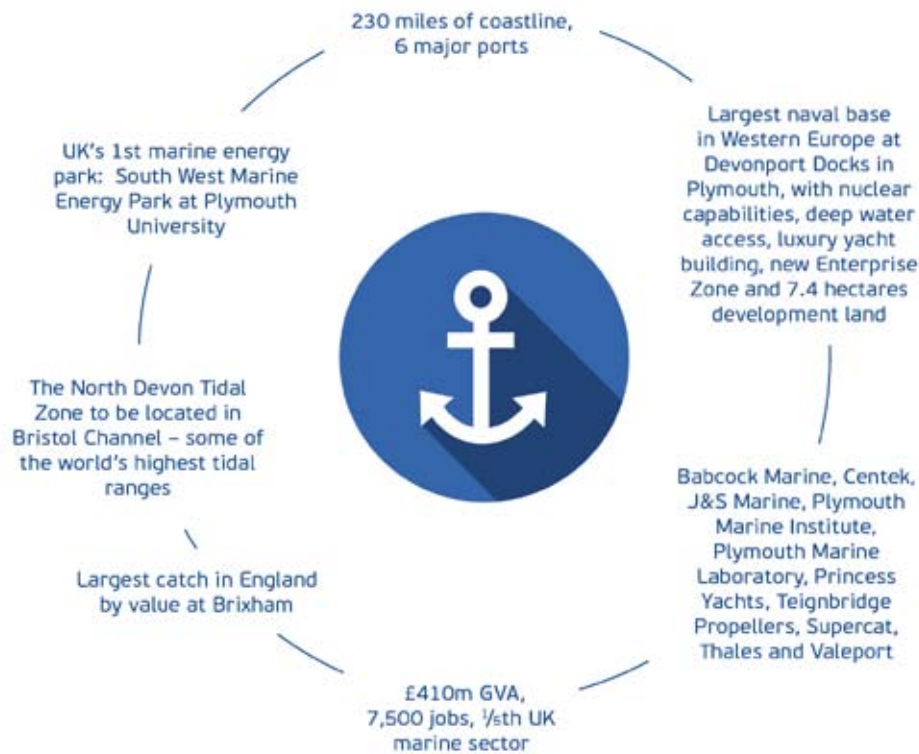 230 miles of coastline,
6 major ports
Largest naval base
in Western Europe at
Devonport Docks in
Plymouth, with nuclear
capabilities, deep water
access, luxury yacht
building, new Enterprise
Zone and 7.4 hectares
development land
Babcock Marine, Centek,
J&S Marine, Plymouth
Marine Institute,
Plymouth Marine
Laboratory, Princess
Yachts, Teignbridge
Propellers, Supercat,
Thales and Valeport
£410m GVA,
7,500 jobs, ⅕th UK
marine sector
Largest catch in England
by value at Brixham
The North Devon Tidal
Zone to be located in
Bristol Channel – some of
the world's highest tidal
ranges
UK's 1st marine energy
park: South West Marine
Energy Park at Plymouth
University